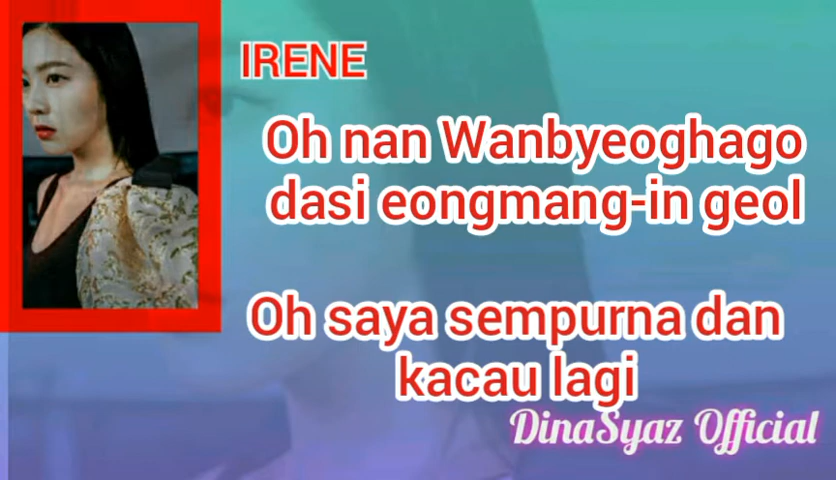 IRENE
Oh nan Wanbyeoghago
dasi eongmang-in geol
Oh saya sempurna dan
kacau lagi
DinaSyaz Official